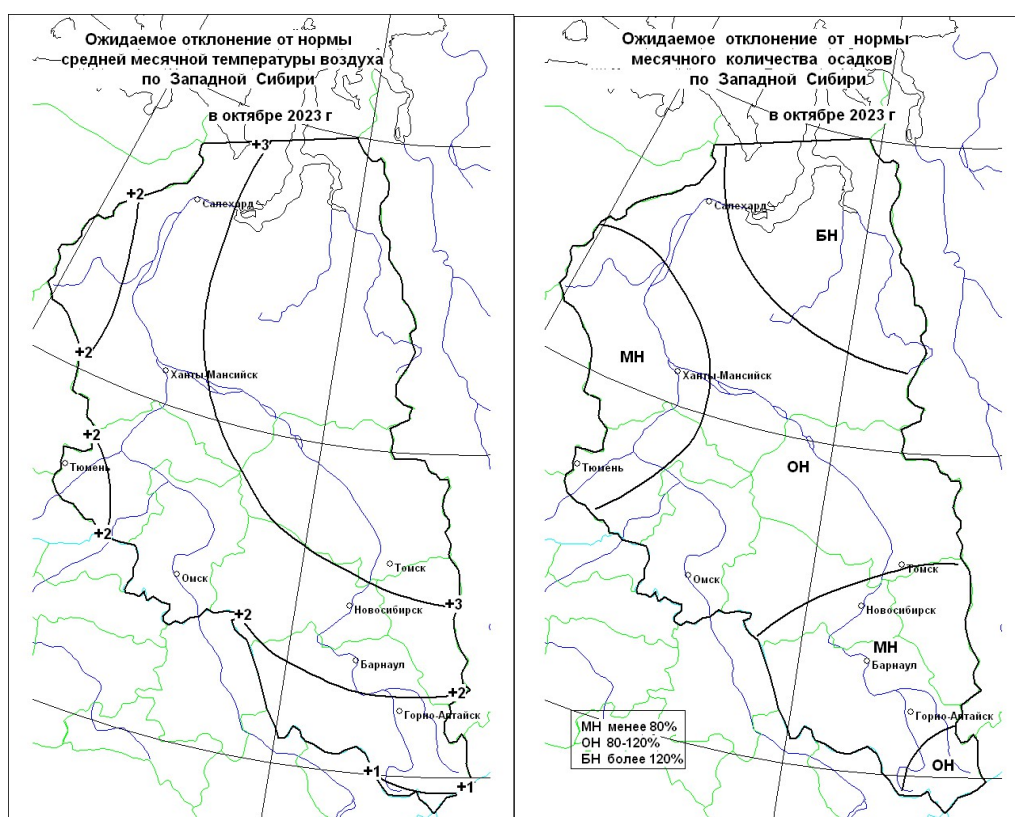 Ожидаемое отклонение от нормы
средней месячной температуры воздуха
по Западной Сибири
в октябре 2023 г
+3
+2
Салехард
+2
Ханты-Мансийск
+2
Тюмень
+2
Томск
Омск
+3
Новосибирск
+2
Барнаул
+2
Горно-Алтайск
+1
+1
Ожидаемое отклонение от нормы
месячного количества осадков
по Западной Сибири
в октябре 2023 г
Салехард
БН
МН
Ханты-Мансийск
Тюмень
ОН
Томск
Омск
Новосибирск
МН
Барнаул
Горно-Алтайск
МН менее 80%
ОН 80-120%
БН более 120%
ОН